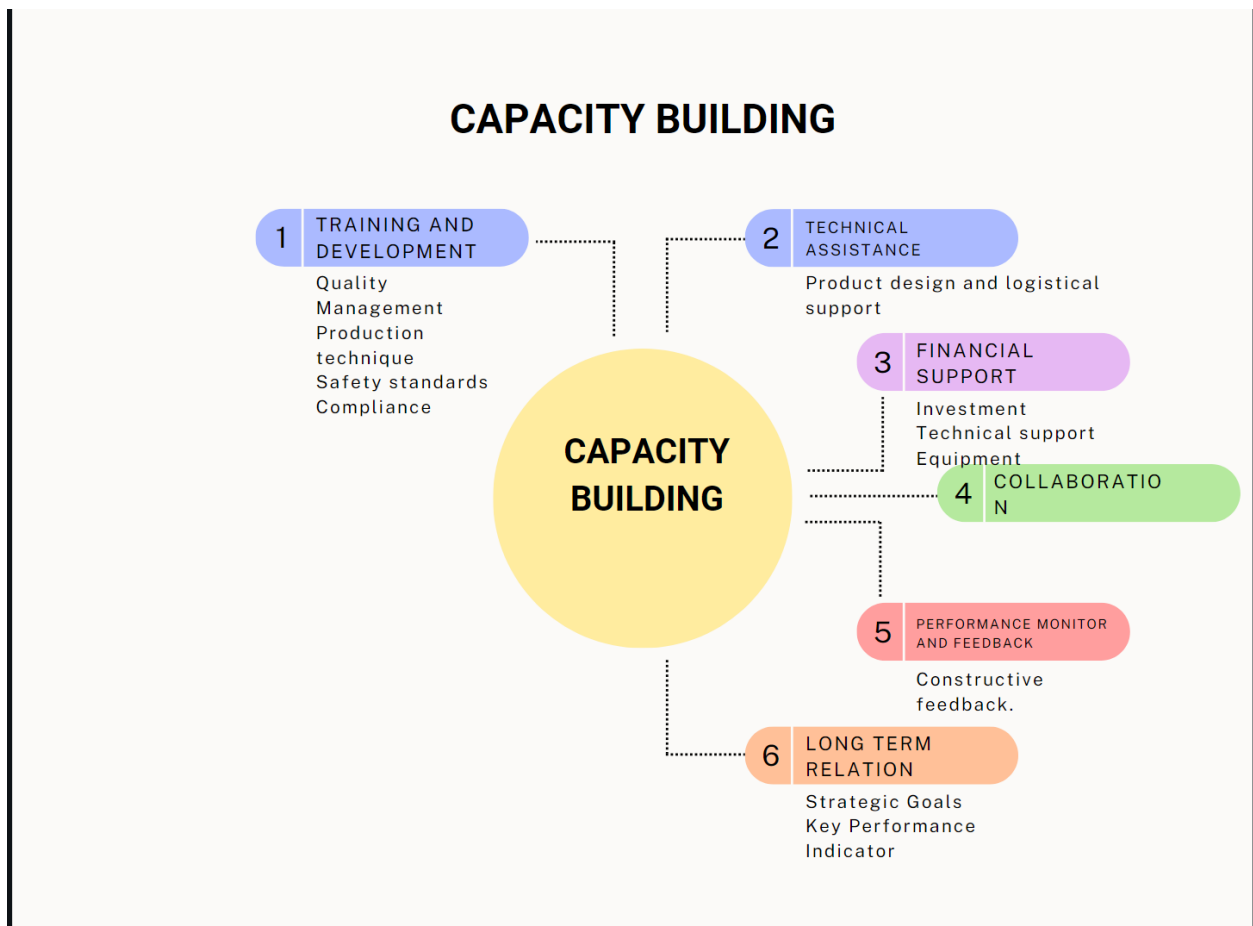 CAPACITY BUILDING
1
TRAINING AND
DEVELOPMENT
Quality
Management
Production
technique
Safety standards
Compliance
2
TECHNICAL
ASSISTANCE
Product design and logistical
support
3
FINANCIAL
SUPPORT
Investment
Technical support
Equipment
CAPACITY
BUILDING
4
COLLABORATIO
N
5
PERFORMANCE MONITOR
AND FEEDBACK
Constructive
feedback.
6
LONG TERM
RELATION
Strategic Goals
Key Performance
Indicator